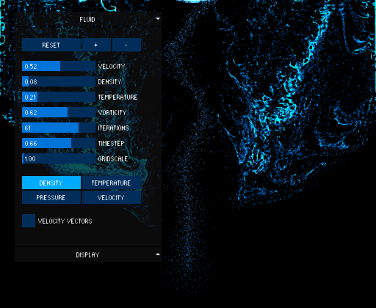 FLUID
RESET + -
0.52 VELOCITY
0.08 DENSITY
0.21 TEMPERATURE
0.62 VORTICITY
61 ITERATIONS
0.66 TIMESTEP
1.00 GRIDSCALE
DENSITY TEMPERATURE
PRESSURE VELOCITY
VELOCITY VECTORS
DISPLAY